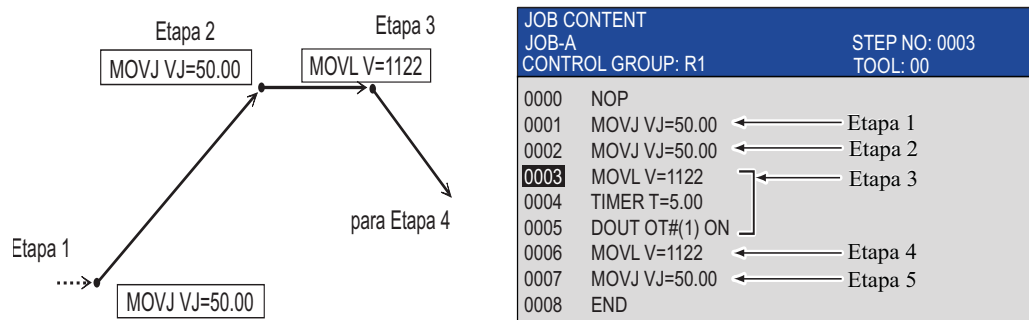 Etapa 2
MOVJ VJ=50.00
Etapa 3
MOVL V=1122
para Etapa 4
Etapa 1
MOVJ VJ=50.00
JOB CONTENT
JOB-A STEP NO: 0003
CONTROL GROUP: R1 TOOL: 00
0000 NOP
0001 MOVJ VJ=50.00 Etapa 1
0002 MOVJ VJ=50.00 Etapa 2
0003 MOVL V=1122 Etapa 3
0004 TIMER T=5.00
0005 DOUT OT#(1) ON
0006 MOVL V=1122 Etapa 4
0007 MOVJ VJ=50.00 Etapa 5
0008 END